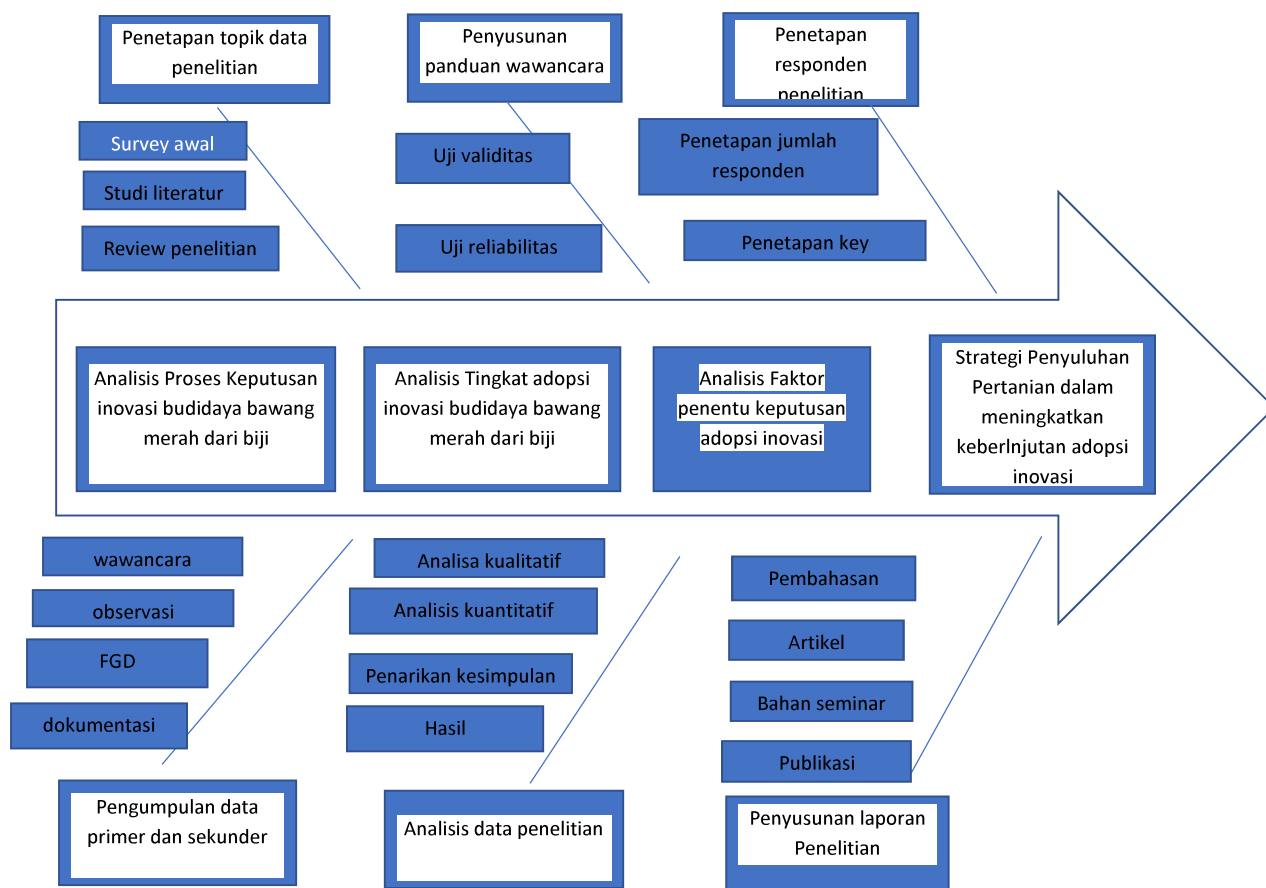 Penetapan topik data
penelitian
Survey awal
Studi literatur
Review penelitian
Penyusunan
panduan wawancara
Uji validitas
Uji reliabilitas
Penetapan
responden
penelitian
Penetapan jumlah
responden
Penetapan key
Analisis Proses Keputusan
inovasi budidaya bawang
merah dari biji
Analisis Tingkat adopsi
inovasi budidaya bawang
merah dari biji
Analisis Faktor
penentu keputusan
adopsi inovasi
Strategi Penyuluhan
Pertanian dalam
meningkatkan
keberlnjutan adopsi
inovasi
wawancara
observasi
FGD
dokumentasi
Pengumpulan data
primer dan sekunder
Analisa kualitatif
Analisis kuantitatif
Penarikan kesimpulan
Hasil
Analisis data penelitian
Pembahasan
Artikel
Bahan seminar
Publikasi
Penyusunan laporan
Penelitian